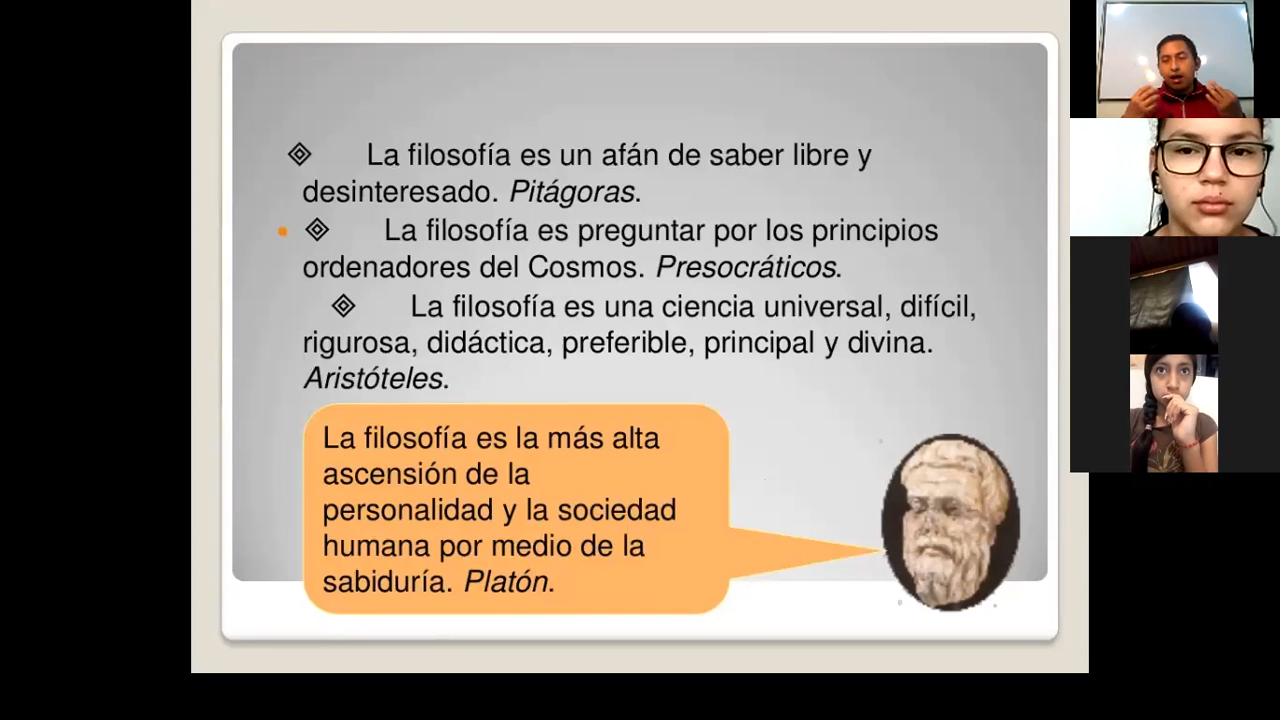 La filosofía es un afán de saber libre y
desinteresado. Pitágoras.
La filosofía es preguntar por los principios
ordenadores del Cosmos. Presocráticos.
La filosofía es una ciencia universal, difícil,
rigurosa, didáctica, preferible, principal y divina.
Aristóteles.
La filosofía es la más alta
ascensión de la
personalidad y la sociedad
humana por medio de la
sabiduría. Platón.